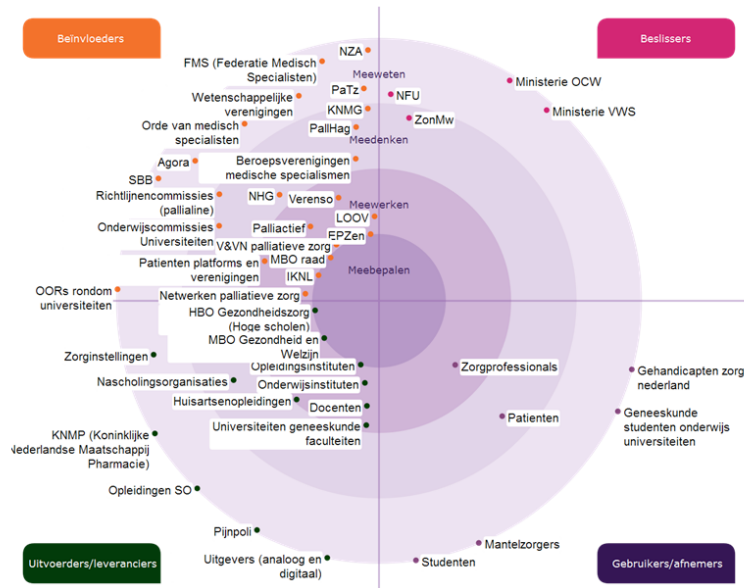 Beïnvloeders
Beslissers
NZA
FMS (Federatie Medisch
Specialisten)
Meeweten
Ministerie OCW
PaTz
NFU
Wetenschappelijke
verenigingen
KNMG
Ministerie VWS
ZonMw
Orde van medisch
specialisten
PallHag
Meedenken
Agora
Beroepsverenigingen
medische specialismen
SBB
Richtlijnencommissies
(pallialine)
NHG
Verenso
Meewerken
LOOV
Onderwijscommissies
Universiteiten
Palliactief
EPZen
V&VN palliatieve zorg
Patienten platforms en
verenigingen
MBO raad
Meebepalen
IKNL
OORs rondom
universiteiten
Netwerken palliatieve zorg
HBO Gezondheidszorg
(Hoge scholen)
MBO Gezondheid en
Welzijn
Zorginstellingen
Opleidingsinstituten
Zorgprofessionals
Gehandicapten zorg
nederland
Nascholingsorganisaties
Onderwijsinstituten
Huisartsenopleidingen
Docenten
Patienten
Geneeskunde
studenten onderwijs
universiteiten
Universiteiten geneeskunde
faculteiten
KNMP (Koninklijke
Nederlandse Maatschappij
Pharmacie)
Opleidingen SO
Pijnpoli
Mantelzorgers
Uitgevers (analoog en
digitaal)
Studenten
Uitvoerders/leveranciers
Gebruikers/afnemers